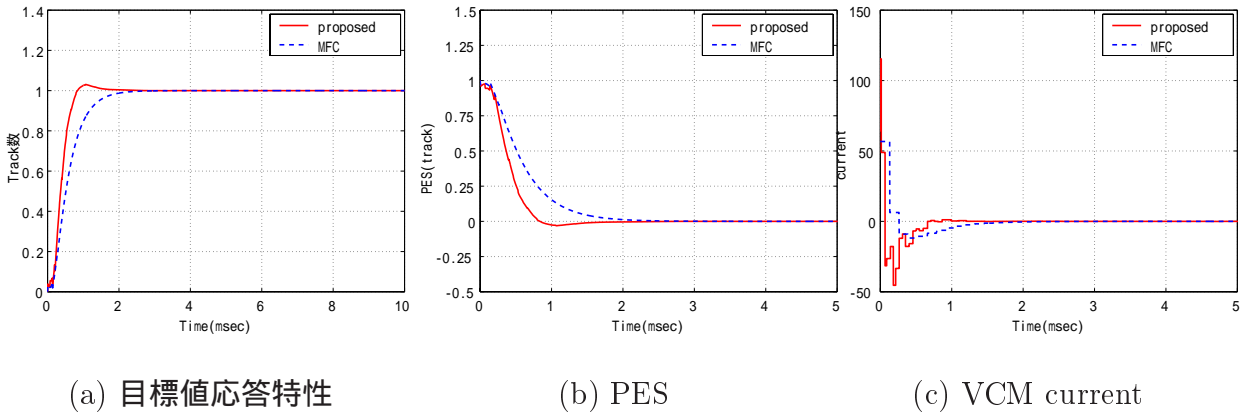 1.4
1.2
1
0.8
0.6
0.4
0.2
0
0
2
4
6
8
10
Track数
Time(msec)
proposed
MFC
(a) 目標値応答特性
1.5
1.25
1
0.75
0.5
0.25
0
-0.25
-0.5
0
1
2
3
4
5
PES(track)
Time(msec)
proposed
MFC
(b) PES
150
100
50
0
-50
0
1
2
3
4
5
current
Time(msec)
proposed
MFC
(c) VCM current